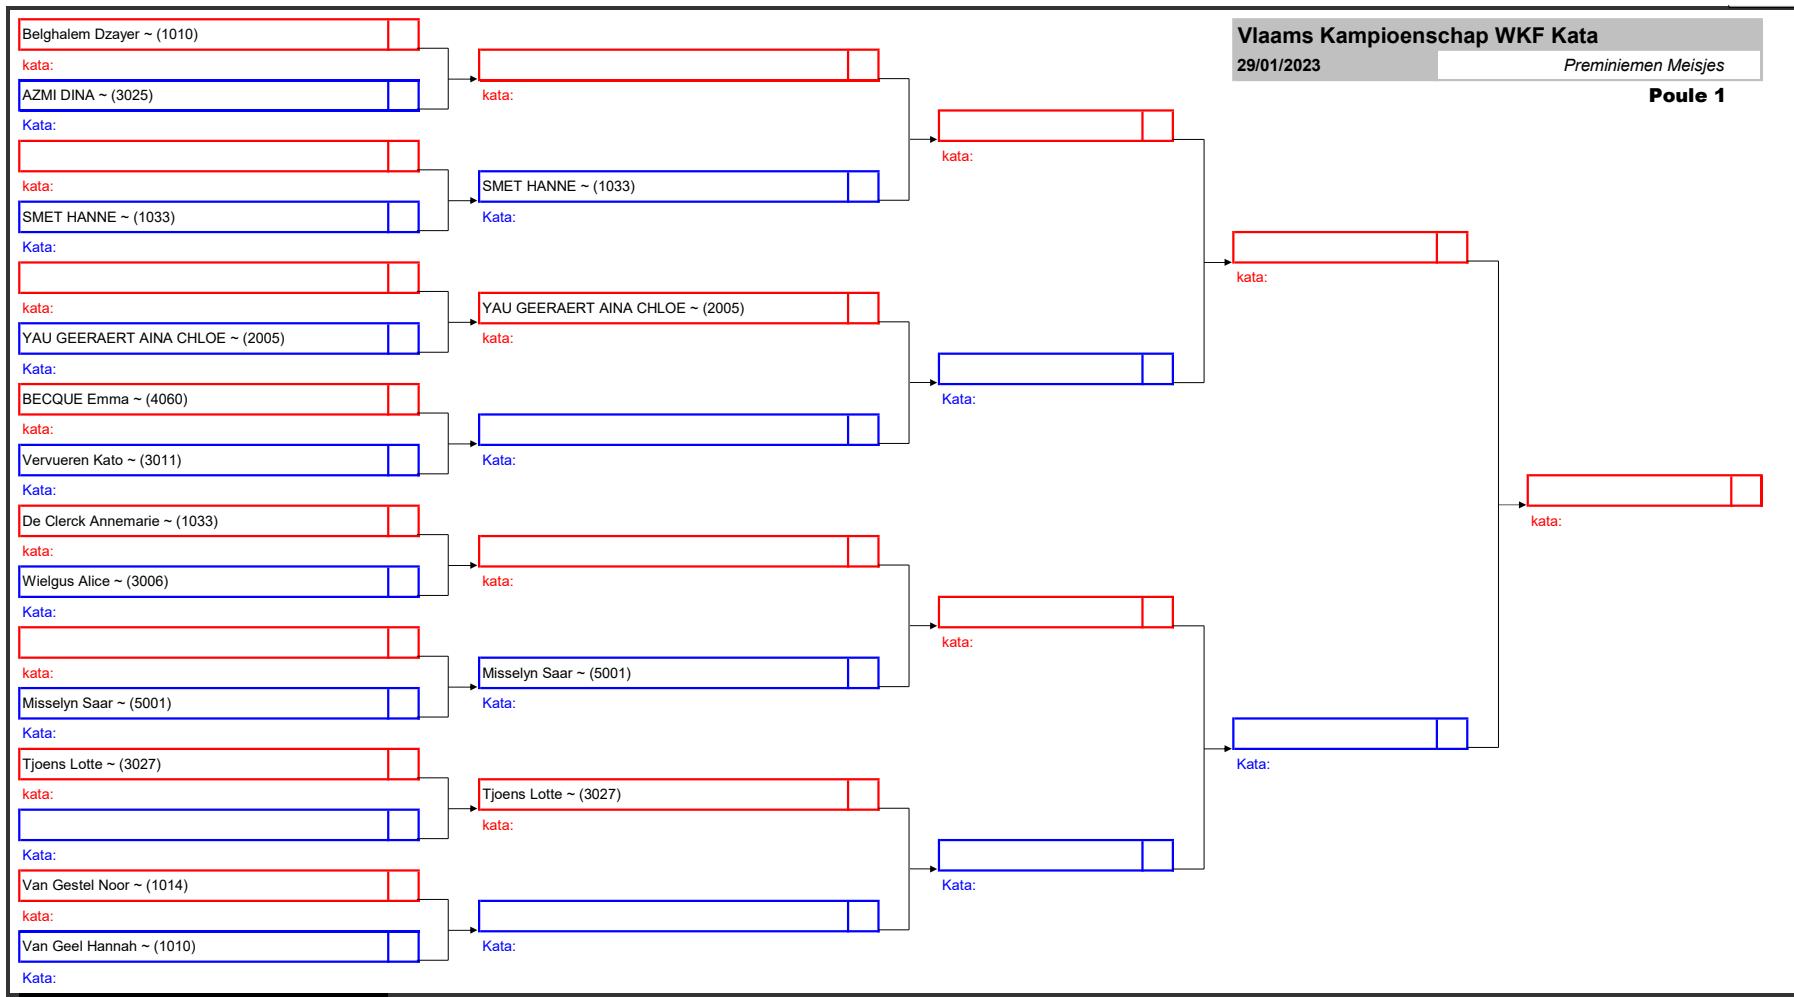 Vlaams Kampioenschap WKF Kata
29/01/2023 Preminiemen Meisjes
Poule 1
Belghalem Dzayer ~ (1010)
kata:
AZMI DINA ~ (3025)
Kata:
kata:
SMET HANNE ~ (1033)
Kata:
kata:
YAU GEERAERT AINA CHLOE ~ (2005)
Kata:
BECQUE Emma ~ (4060)
kata:
Vervueren Kato ~ (3011)
Kata:
De Clerck Annemarie ~ (1033)
kata:
Wielgus Alice ~ (3006)
Kata:
kata:
Misselyn Saar ~ (5001)
Kata:
Tjoens Lotte ~ (3027)
kata:
Kata:
Van Gestel Noor ~ (1014)
kata:
Van Geel Hannah ~ (1010)
Kata:
kata:
SMET HANNE ~ (1033)
Kata:
YAU GEERAERT AINA CHLOE ~ (2005)
kata:
Kata:
kata:
Misselyn Saar ~ (5001)
Kata:
Tjoens Lotte ~ (3027)
kata:
Kata:
kata:
Kata:
kata:
Kata:
kata:
Kata:
kata: